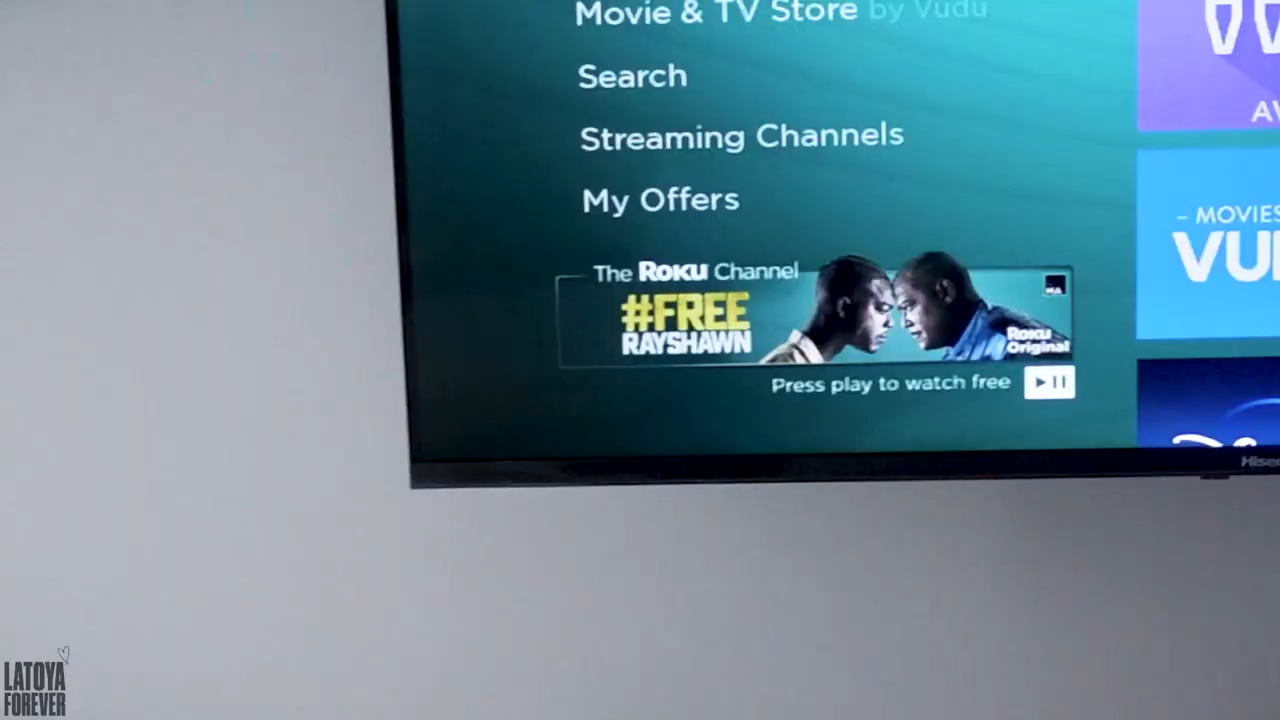 Movie & TV Store by Vudu
Search
Streaming Channels
My Offers
The Roku Channel
#FREE
RAYSHAWN
MA
Roku
Original
Press play to watch free
- MOVIES
LATOYA
FOREVER